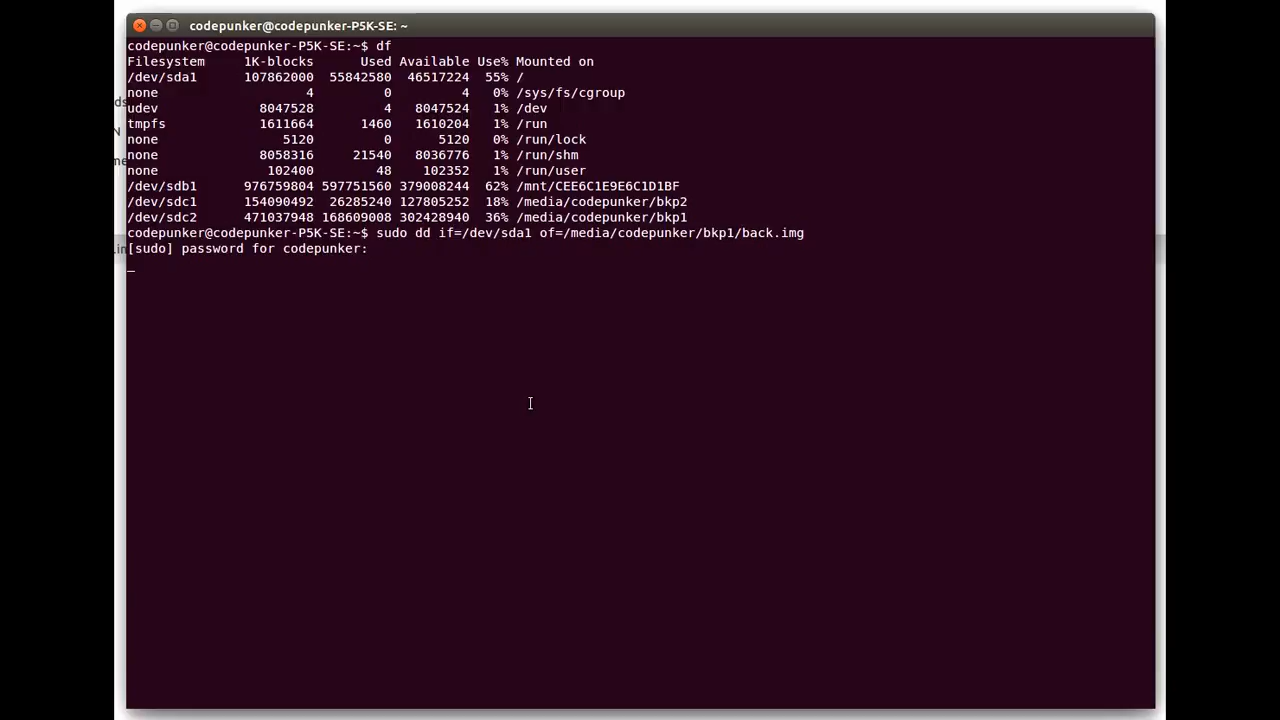 codepunker@codepunker-P5K-SE: ~
codepunker@codepunker-P5K-SE:~$ df
Filesystem     1K-blocks      Used Available Use% Mounted on
/dev/sda1      107862000  55842580  46517224  55% /
none                   4         0         4   0% /sys/fs/cgroup
udev             8047528         4   8047524   1% /dev
tmpfs            1611664      1460   1610204   1% /run
none                5120         0      5120   0% /run/lock
none             8058316     21540   8036776   1% /run/shm
none              102400        48    102352   1% /run/user
/dev/sdb1      976759804 597751560 379008244  62% /mnt/CEE6C1E9E6C1D1BF
/dev/sdc1      154090492  26285240 127805252  18% /media/codepunker/bkp2
/dev/sdc2      471037948 168609008 302428940  36% /media/codepunker/bkp1
codepunker@codepunker-P5K-SE:~$ sudo dd if=/dev/sda1 of=/media/codepunker/bkp1/back.img
[sudo] password for codepunker: